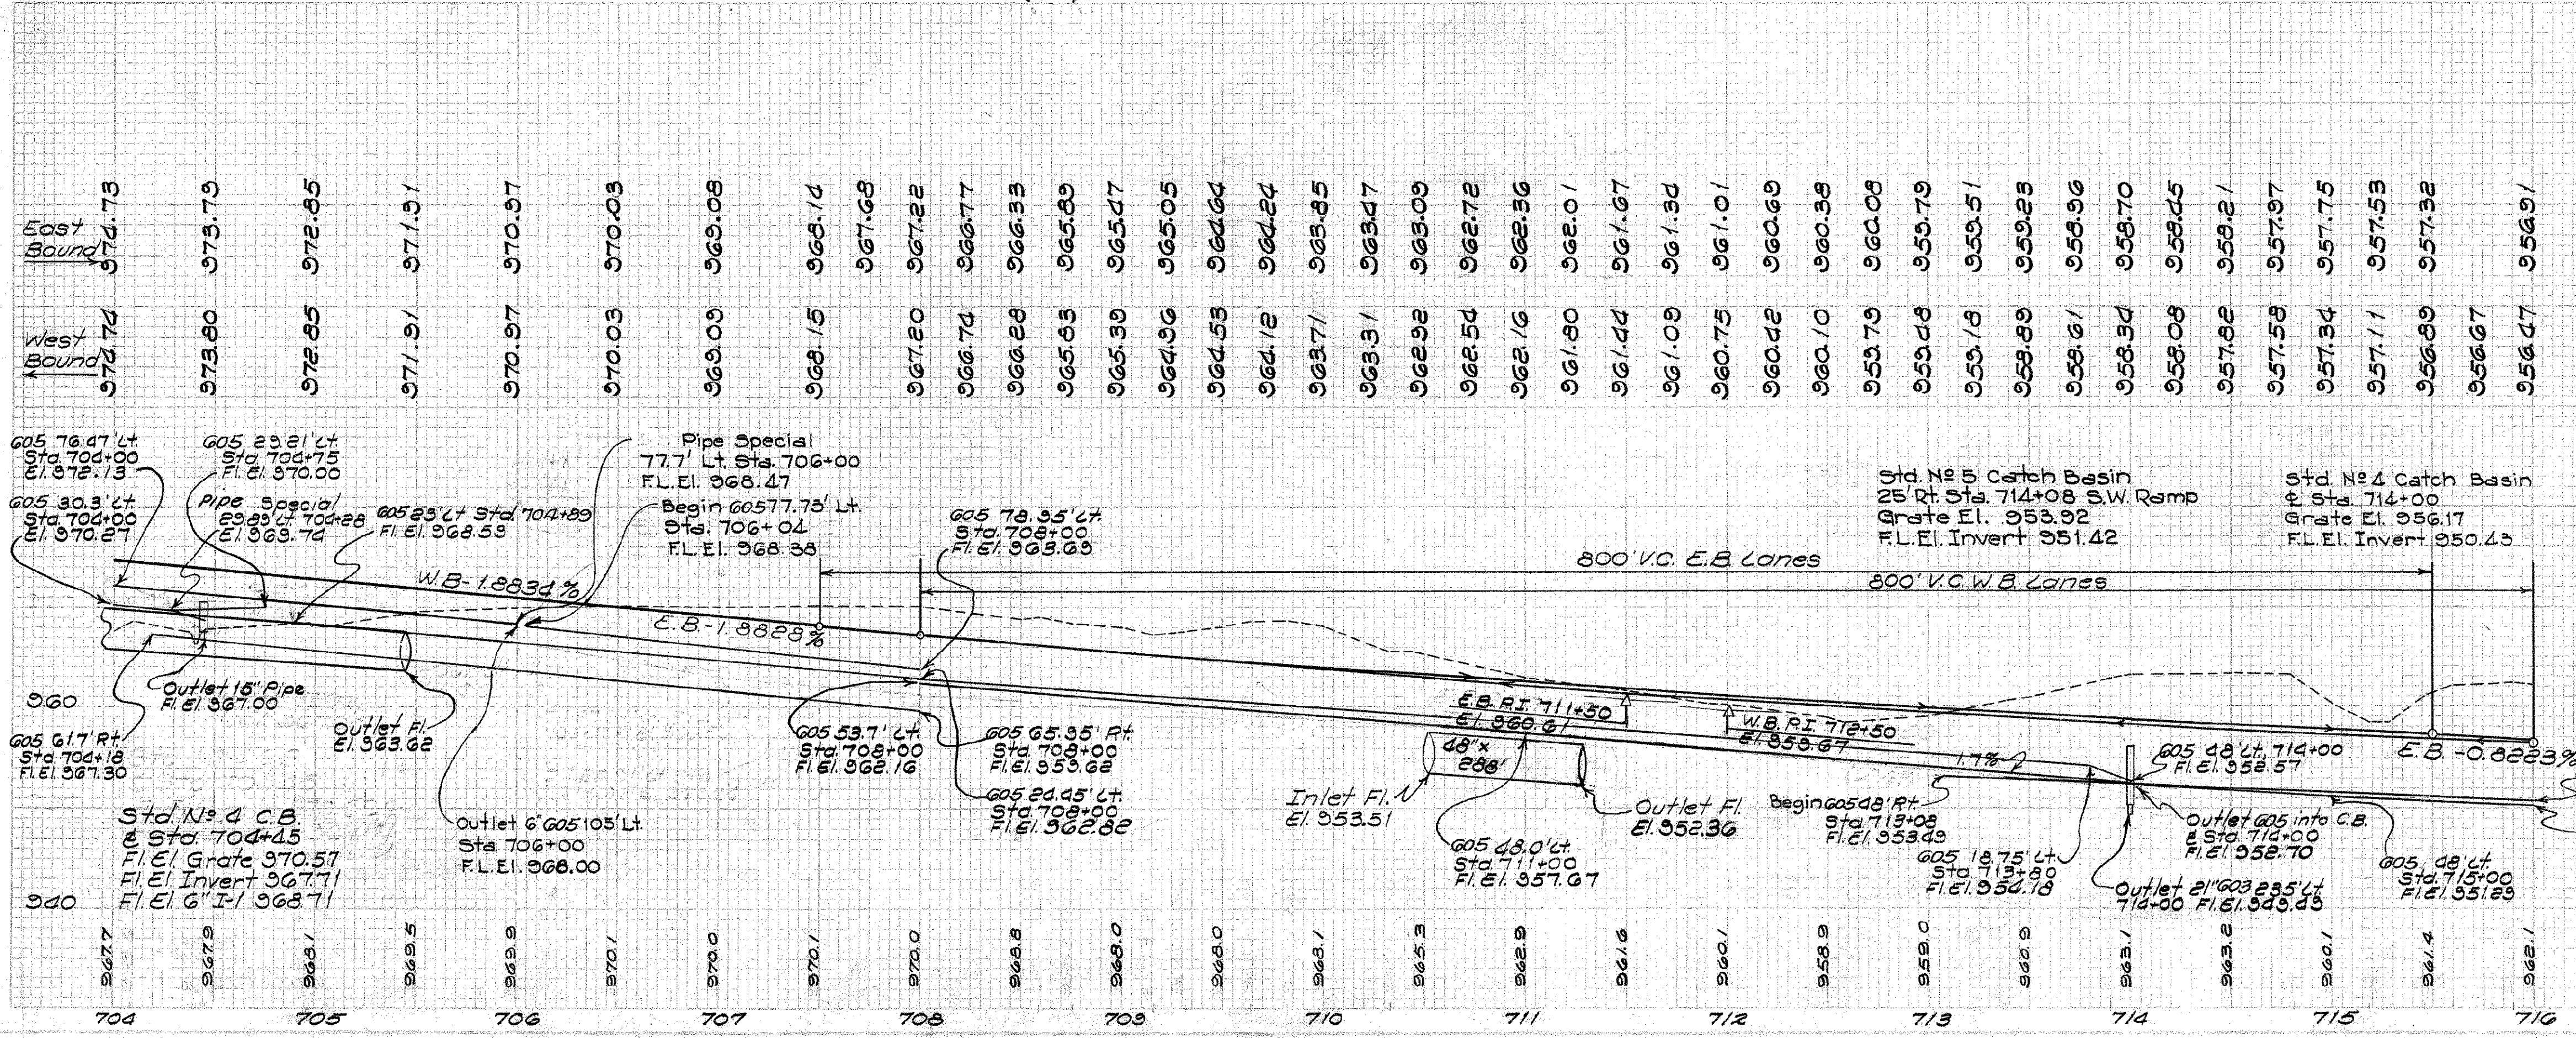 East
Bound
974.73
973.79
972.85
971.91
970.97
970.03
969.08
968.14
967.68
967.22
966.77
966.33
965.89
965.47
965.05
964.64
964.24
963.85
963.47
963.09
962.72
962.36
962.01
961.67
961.34
961.01
960.69
960.38
960.08
959.79
959.51
959.23
958.96
958.70
958.45
958.21
957.97
957.75
957.53
957.32
956.91
West
Bound
974.74
973.80
972.85
971.91
970.97
970.03
969.09
968.15
967.20
966.74
966.28
965.83
965.39
964.96
964.53
964.12
963.71
963.31
962.92
962.54
962.16
961.80
961.44
961.09
960.75
960.42
960.10
959.79
959.48
959.18
958.89
958.61
958.34
958.08
957.82
957.58
957.34
957.11
956.89
956.67
956.47
605 76.47' Lt.
Sta. 704+00
El. 972.13
605 30.3' Lt.
Sta. 704+00
El. 970.27
605 29.21' Lt.
Sta. 704+75
Fl. El. 970.00
Pipe Special
29.89' Lt. 704+28
El. 969.74
605 29' Lt Sta. 704+89
Fl. El. 968.59
Pipe Special
77.7' Lt. Sta. 706+00
F.L. El. 968.47
Begin 605 77.73' Lt.
Sta. 706+04
F.L. El. 968.38
605 78.95' Lt.
Sta. 708+00
Fl. El. 963.69
Std. Nº 5 Catch Basin
25' Rt. Sta. 714+08 S.W. Ramp
Grate El. 953.92
F.L. El. Invert 951.42
Std. Nº 4 Catch Basin
℄ Sta. 714+00
Grate El. 956.17
F.L. El. Invert 950.43
800' V.C. E.B. Lanes
800' V.C. W.B. Lanes
W.B.-1.8834%
E.B.-1.8828%
960
Outlet 15" Pipe
Fl. El. 967.00
605 61.7' Rt.
Sta. 704+18
Fl. El. 967.30
Outlet Fl.
El. 963.62
605 53.7' Lt.
Sta. 708+00
Fl. El. 962.16
605 65.95' Rt.
Sta. 708+00
Fl. El. 959.62
605 24.45' Lt.
Sta. 708+00
Fl. El. 962.82
E.B. P.I. 711+50
El. 960.61
W.B. P.I. 712+50
El. 959.67
48" x
288'
1.7%
605 48' Lt. 714+00
Fl. El. 952.57
E.B. -0.8223%
Std. Nº 4 C.B.
℄ Sta. 704+45
Fl. El. Grate 970.57
Fl. El. Invert 967.71
Fl. El. 6" I-1 968.71
Outlet 6" 605 105' Lt.
Sta. 706+00
F.L. El. 968.00
Inlet Fl.
El. 953.51
Outlet Fl.
El. 952.36
605 48.0' Lt.
Sta. 711+00
Fl. El. 957.67
Begin 605 48' Rt.
Sta. 713+08
Fl. El. 953.49
605 18.75' Lt.
Sta. 713+80
Fl. El. 954.18
Outlet 605 into C.B.
℄ Sta. 714+00
Fl. El. 952.70
Outlet 21" 603 235' Lt.
714+00 Fl. El. 949.49
605 48' Lt.
Sta. 715+00
Fl. El. 951.29
940
967.7
967.9
968.1
969.5
969.9
970.1
970.0
970.1
970.0
968.8
968.0
968.0
968.1
965.3
962.9
961.6
960.1
958.9
959.0
960.9
963.1
963.2
960.1
961.4
962.1
704
705
706
707
708
709
710
711
712
713
714
715
716